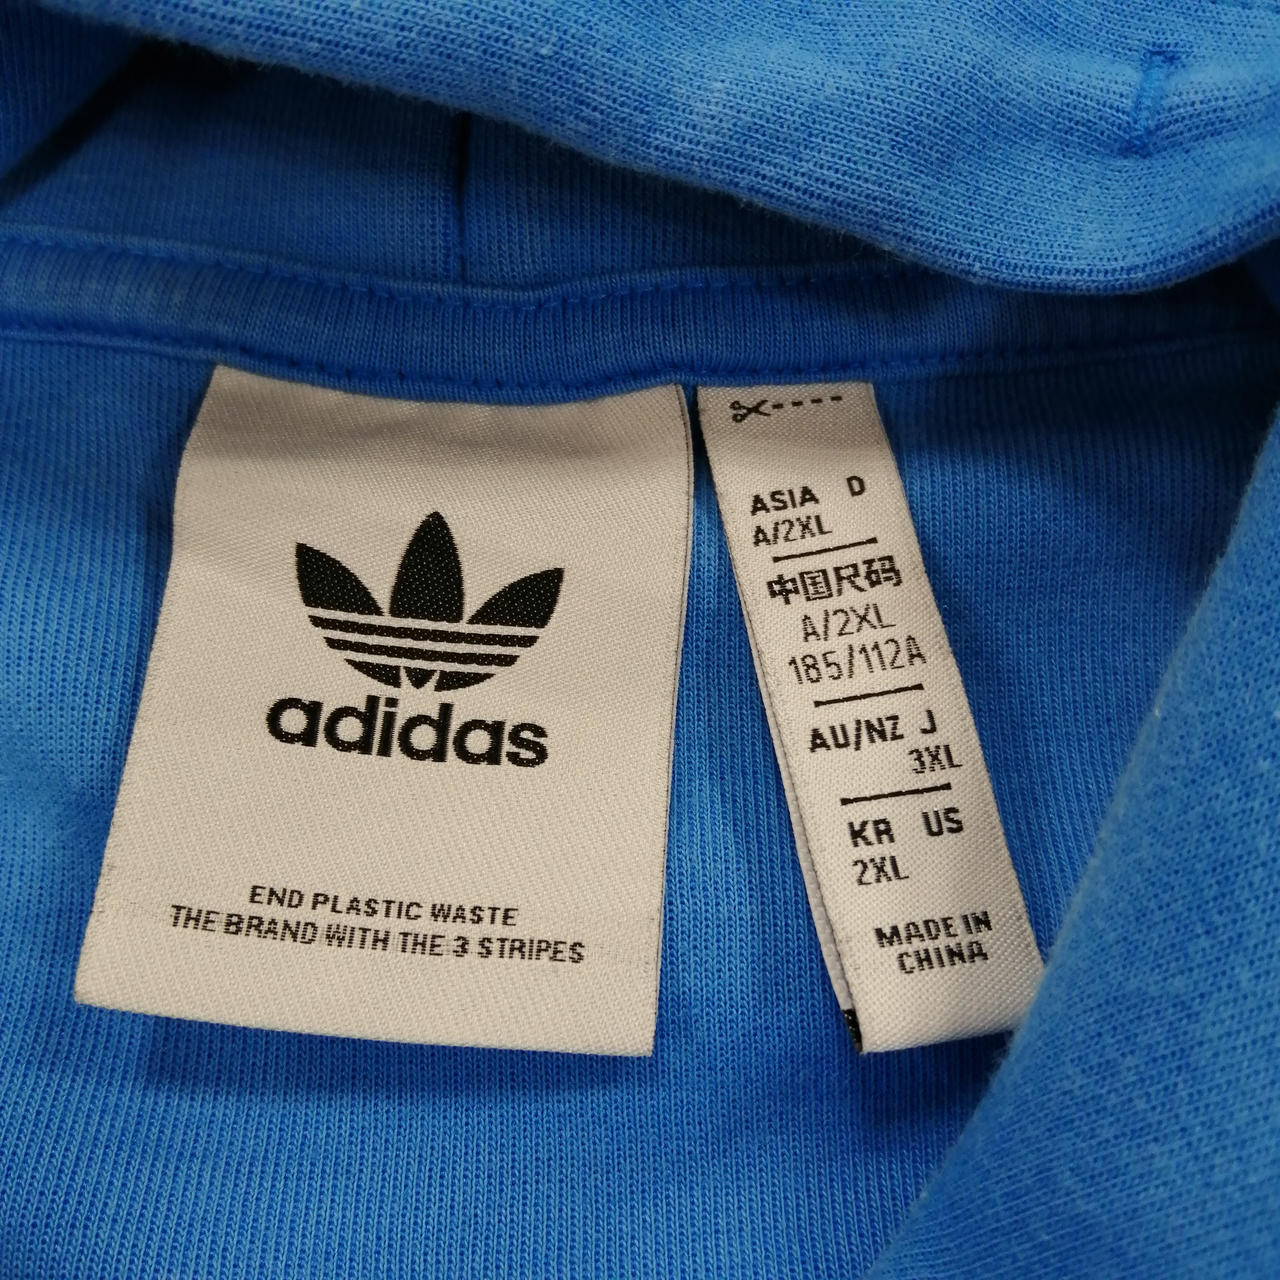 adidas
END PLASTIC WASTE
THE BRAND WITH THE 3 STRIPES
ASIA D
A/2XL
中国尺码
A/2XL
185/112A
AU/NZ J
3XL
KR US
2XL
MADE IN
CHINA